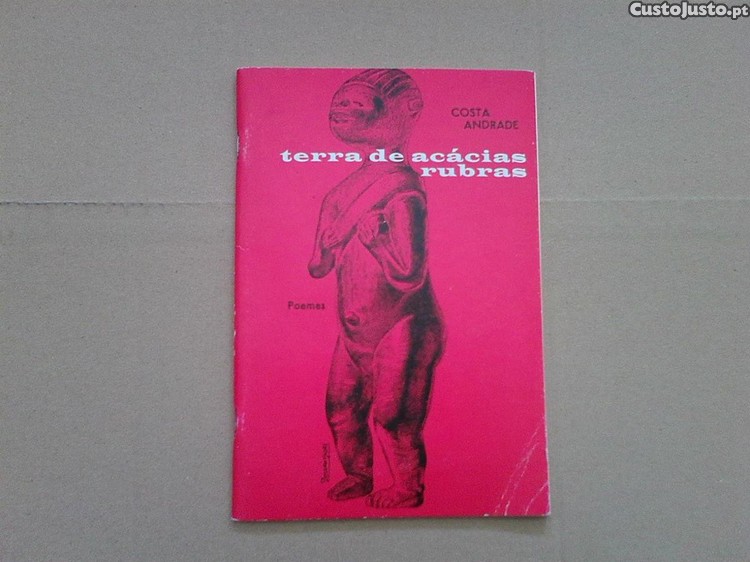 CustoJusto.pt
COSTA
ANDRADE
terra de acácias
rubras
Poemas